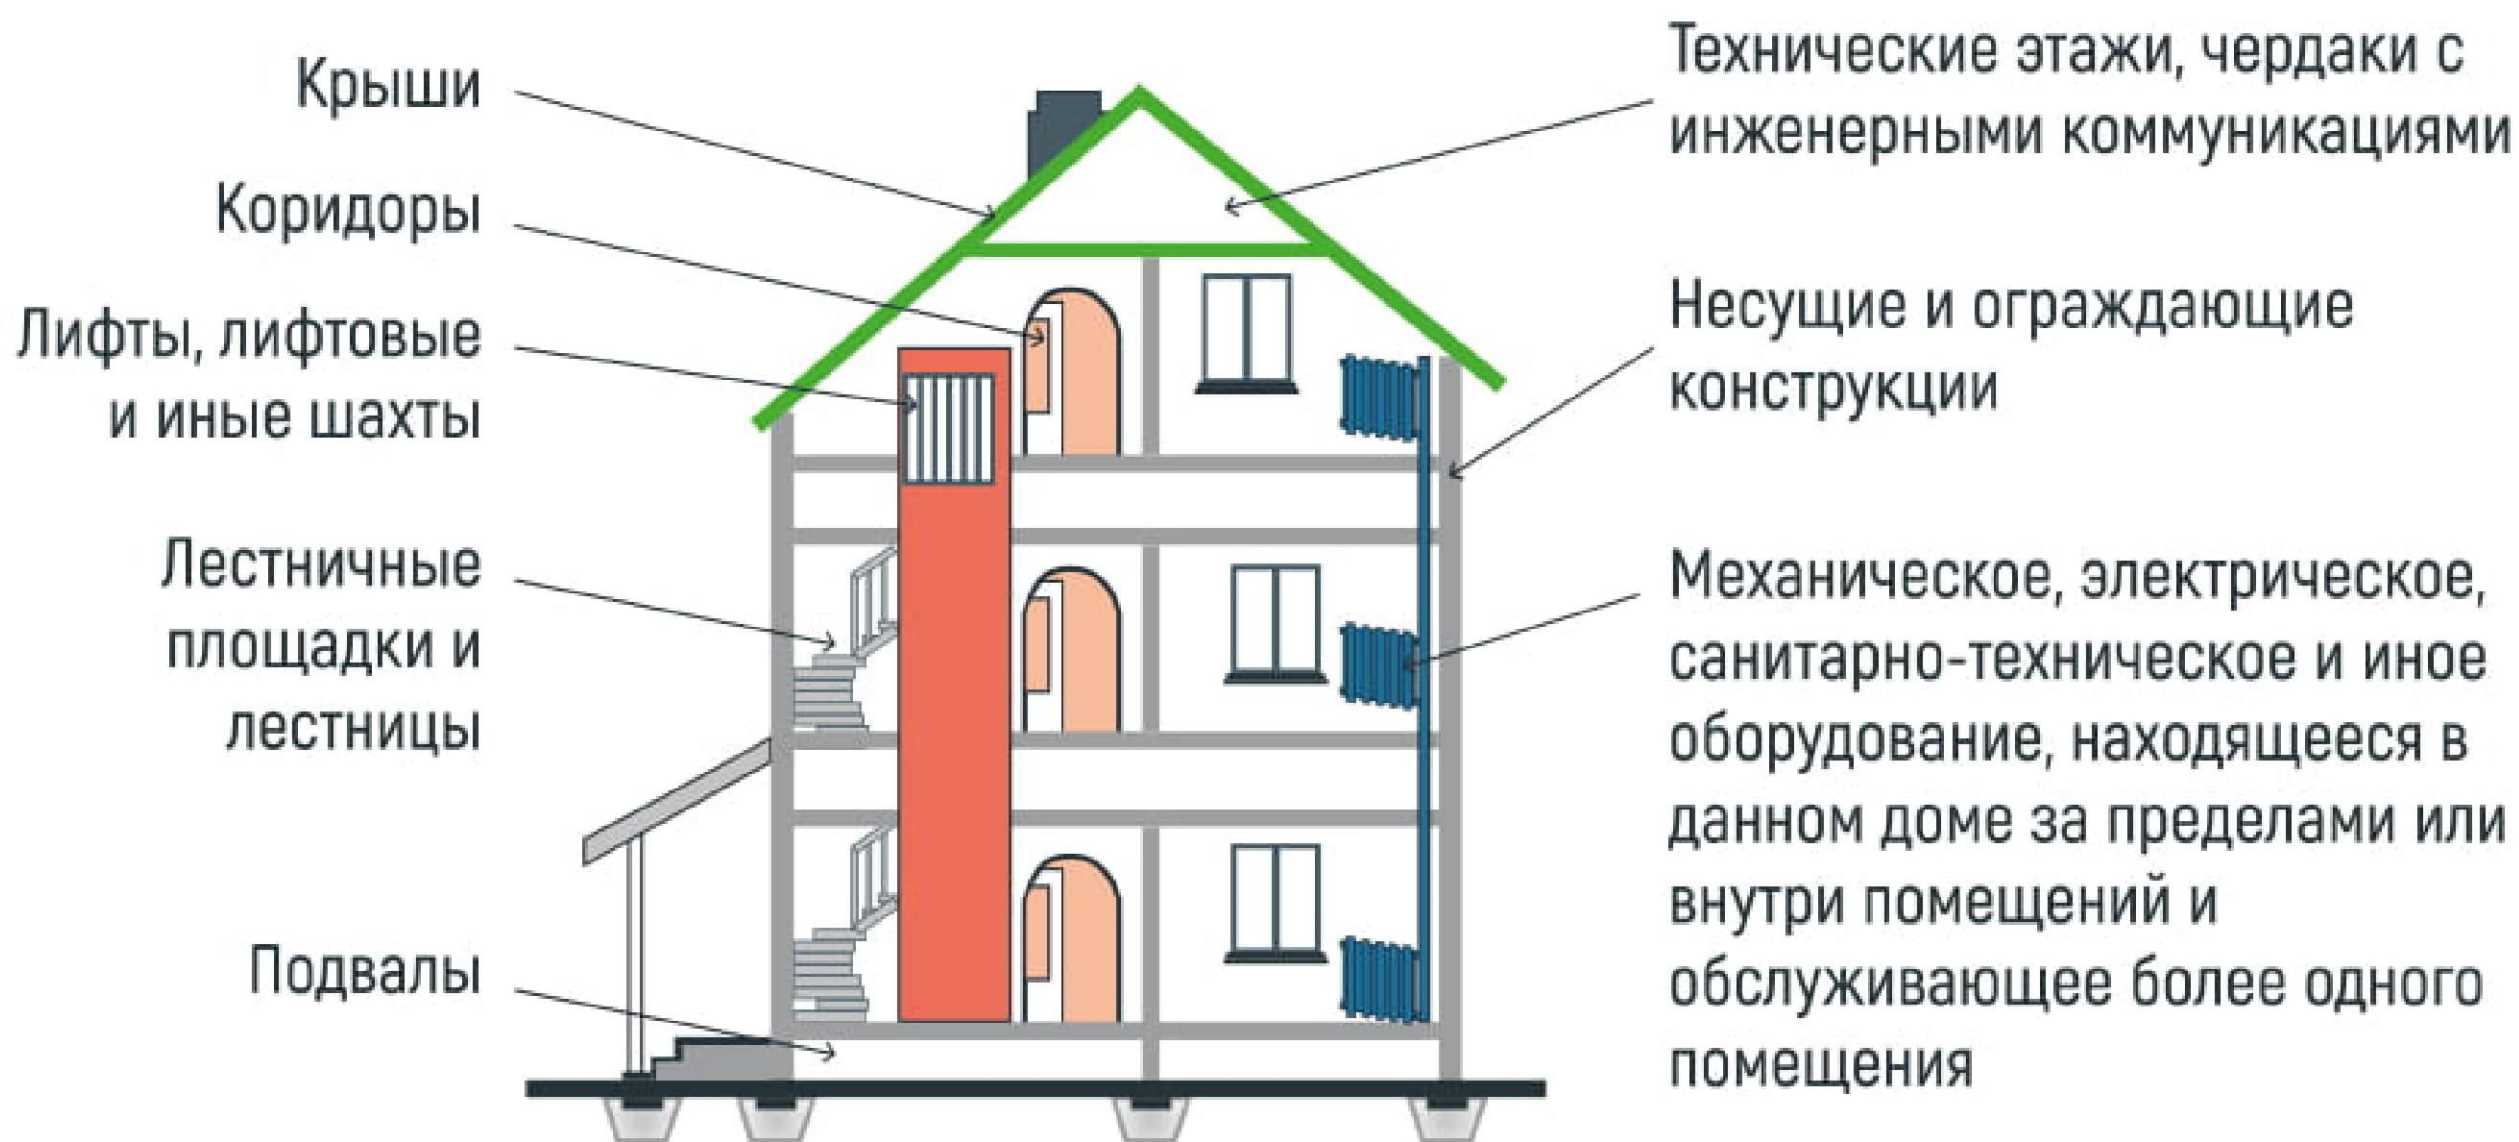 Крыши
Коридоры
Лифты, лифтовые
и иные шахты
Лестничные
площадки и
лестницы
Подвалы
Технические этажи, чердаки с
инженерными коммуникациями
Несущие и ограждающие
конструкции
Механическое, электрическое,
санитарно-техническое и иное
оборудование, находящееся в
данном доме за пределами или
внутри помещений и
обслуживающее более одного
помещения